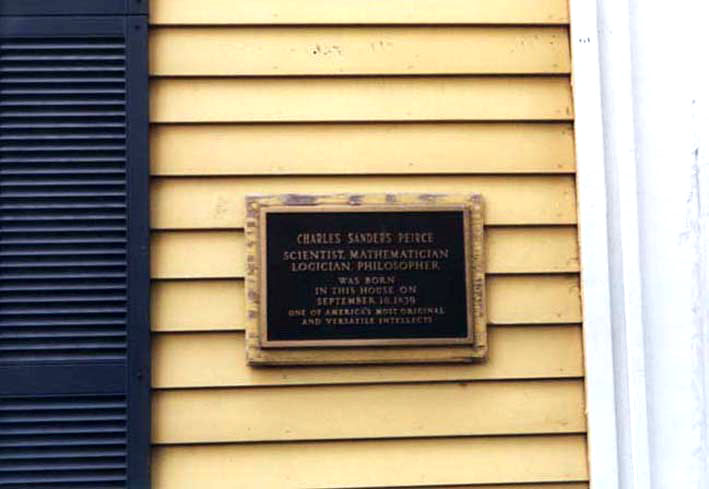 CHARLES SANDERS PEIRCE
SCIENTIST, MATHEMATICIAN
LOGICIAN, PHILOSOPHER
WAS BORN
IN THIS HOUSE ON
SEPTEMBER 10, 1839
ONE OF AMERICA'S MOST ORIGINAL
AND VERSATILE INTELLECTS